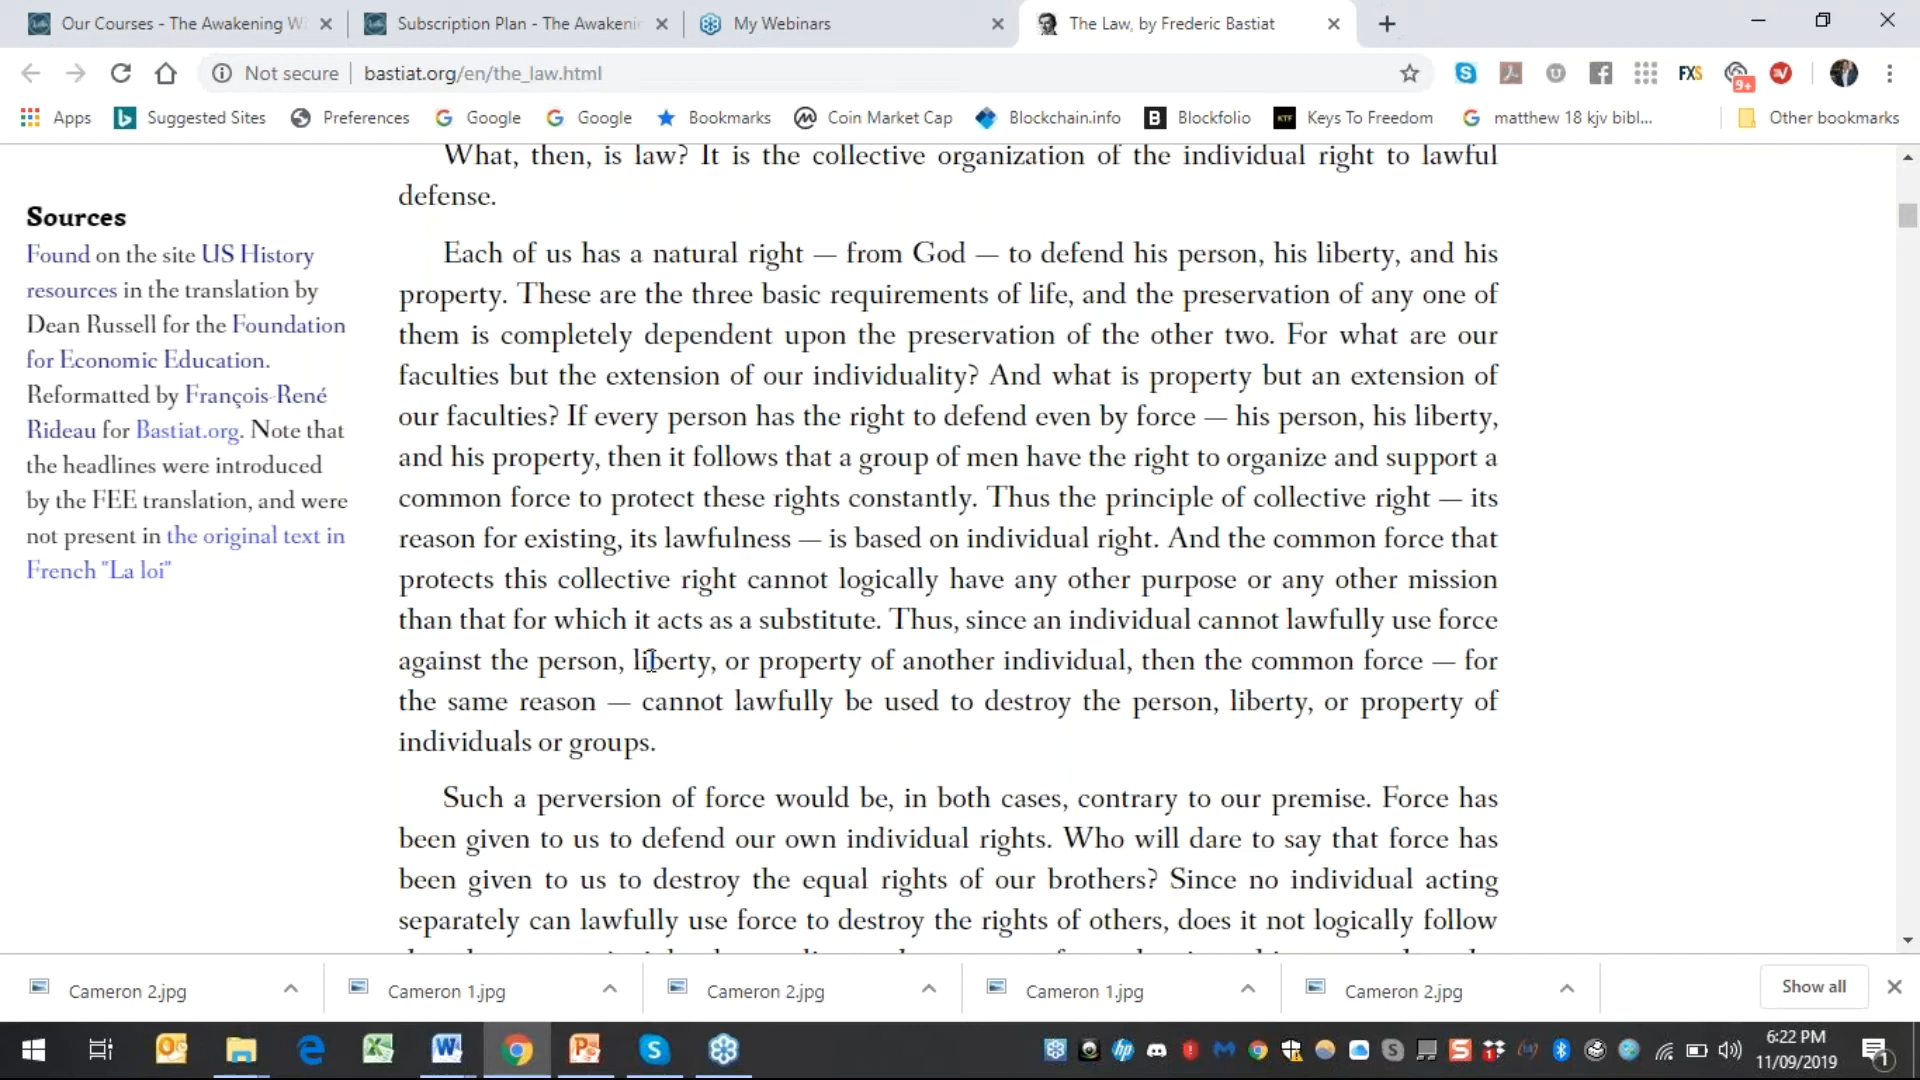 Our Courses - The Awakening W
Subscription Plan - The Awakenin
My Webinars
The Law, by Frederic Bastiat
Not secure
bastiat.org/en/the_law.html
FXS
9+
Apps
Suggested Sites
Preferences
Google
Google
Bookmarks
Coin Market Cap
Blockchain.info
Blockfolio
Keys To Freedom
matthew 18 kjv bibl...
Other bookmarks
Sources
Found on the site US History
resources in the translation by
Dean Russell for the Foundation
for Economic Education.
Reformatted by François-René
Rideau for Bastiat.org. Note that
the headlines were introduced
by the FEE translation, and were
not present in the original text in
French "La loi"
What, then, is law? It is the collective organization of the individual right to lawful
defense.
Each of us has a natural right — from God — to defend his person, his liberty, and his
property. These are the three basic requirements of life, and the preservation of any one of
them is completely dependent upon the preservation of the other two. For what are our
faculties but the extension of our individuality? And what is property but an extension of
our faculties? If every person has the right to defend even by force — his person, his liberty,
and his property, then it follows that a group of men have the right to organize and support a
common force to protect these rights constantly. Thus the principle of collective right — its
reason for existing, its lawfulness — is based on individual right. And the common force that
protects this collective right cannot logically have any other purpose or any other mission
than that for which it acts as a substitute. Thus, since an individual cannot lawfully use force
against the person, liberty, or property of another individual, then the common force — for
the same reason — cannot lawfully be used to destroy the person, liberty, or property of
individuals or groups.
Such a perversion of force would be, in both cases, contrary to our premise. Force has
been given to us to defend our own individual rights. Who will dare to say that force has
been given to us to destroy the equal rights of our brothers? Since no individual acting
separately can lawfully use force to destroy the rights of others, does it not logically follow
Cameron 2.jpg
Cameron 1.jpg
Cameron 2.jpg
Cameron 1.jpg
Cameron 2.jpg
Show all
6:22 PM
11/09/2019
1